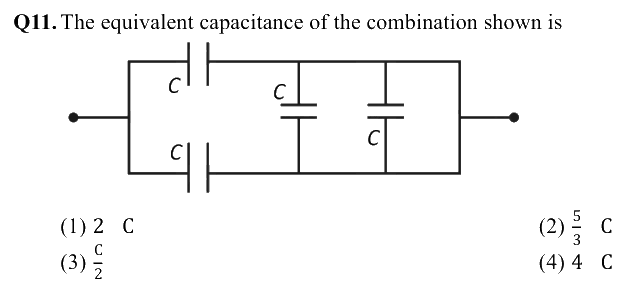 Q11. The equivalent capacitance of the combination shown is
C
C
C
C
(1) 2 C
(2) 5/3 C
(3) C/2
(4) 4 C